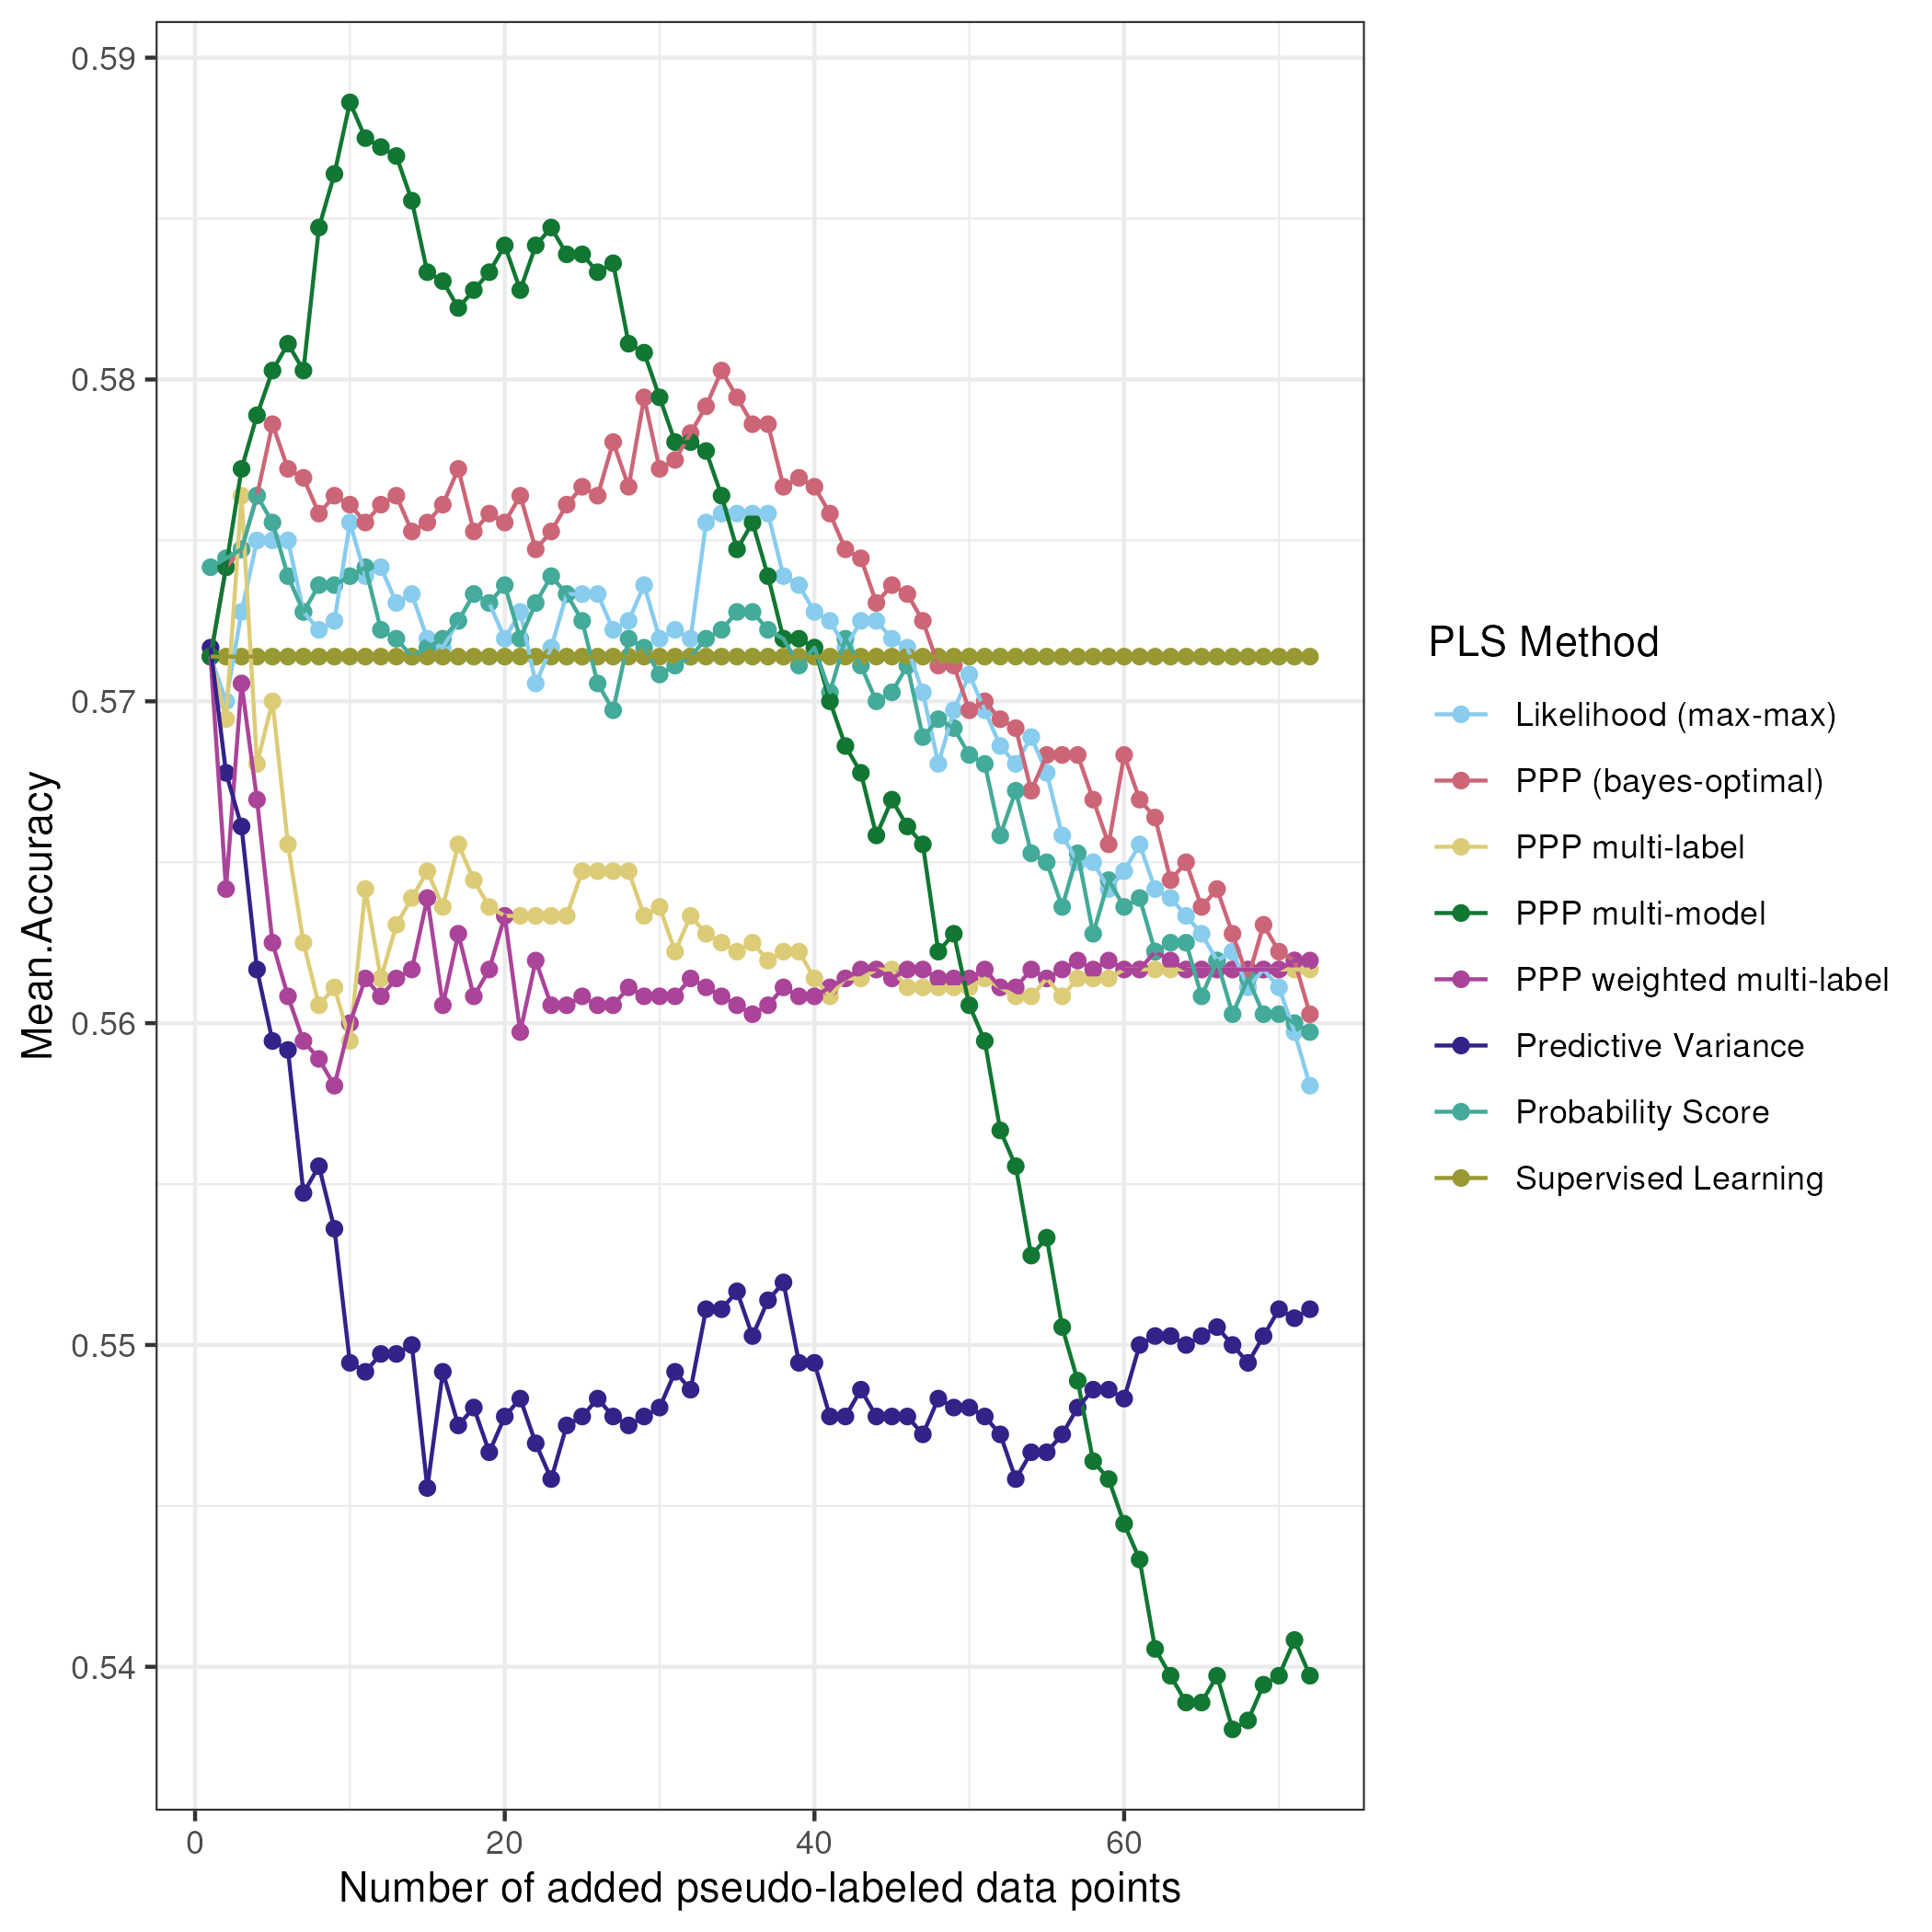 0.59
0.58
0.57
0.56
0.55
0.54
Mean.Accuracy
0 20 40 60
Number of added pseudo-labeled data points
PLS Method
Likelihood (max-max)
PPP (bayes-optimal)
PPP multi-label
PPP multi-model
PPP weighted multi-label
Predictive Variance
Probability Score
Supervised Learning